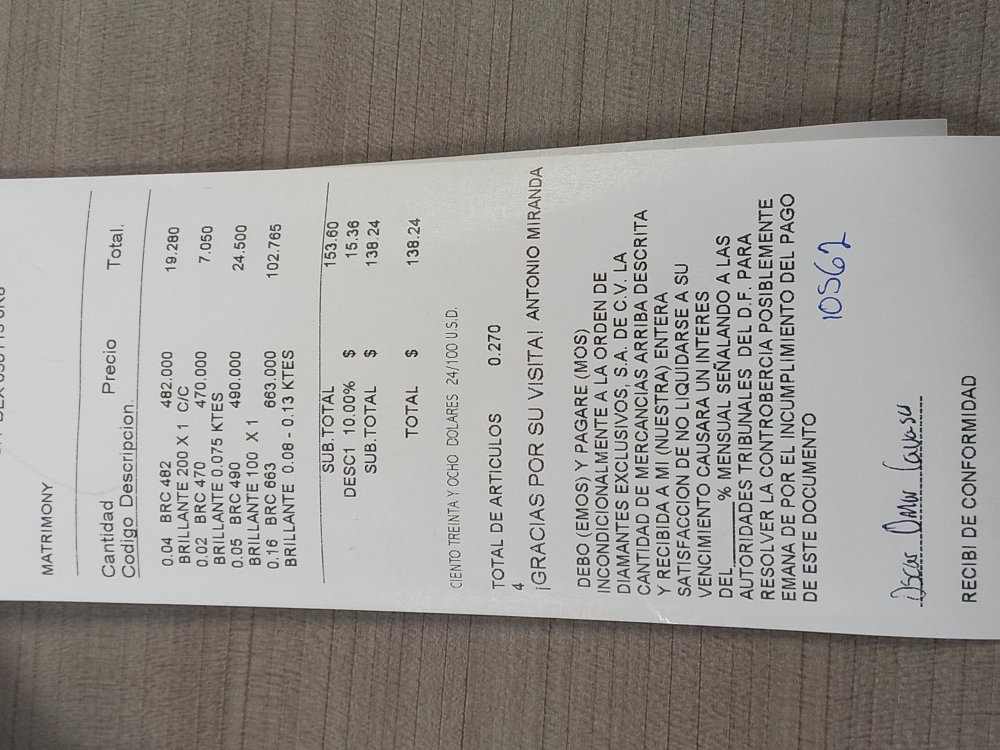 MATRIMONY
Cantidad Precio Total.
Codigo Descripcion.
0.04 BRC 482 482.000 19.280
BRILLANTE 200 X 1 C/C
0.02 BRC 470 470.000 7.050
BRILLANTE 0.075 KTES
0.05 BRC 490 490.000 24.500
BRILLANTE 100 X 1
0.16 BRC 663 663.000 102.765
BRILLANTE 0.08 - 0.13 KTES
SUB.TOTAL 153.60
DESC1 10.00% $ 15.36
SUB.TOTAL $ 138.24
TOTAL $ 138.24
CIENTO TREINTA Y OCHO DOLARES 24/100 U.S.D.
TOTAL DE ARTICULOS 0.270
4
¡GRACIAS POR SU VISITA! ANTONIO MIRANDA
DEBO (EMOS) Y PAGARE (MOS)
INCONDICIONALMENTE A LA ORDEN DE
DIAMANTES EXCLUSIVOS, S.A. DE C.V. LA
CANTIDAD DE MERCANCIAS ARRIBA DESCRITA
Y RECIBIDA A MI (NUESTRA) ENTERA
SATISFACCION DE NO LIQUIDARSE A SU
VENCIMIENTO CAUSARA UN INTERES
DEL_____% MENSUAL SEÑALANDO A LAS
AUTORIDADES TRIBUNALES DEL D.F. PARA
RESOLVER LA CONTROBERCIA POSIBLEMENTE
EMANA DE POR EL INCUMPLIMIENTO DEL PAGO
DE ESTE DOCUMENTO
10562
Oscar Omar
RECIBI DE CONFORMIDAD